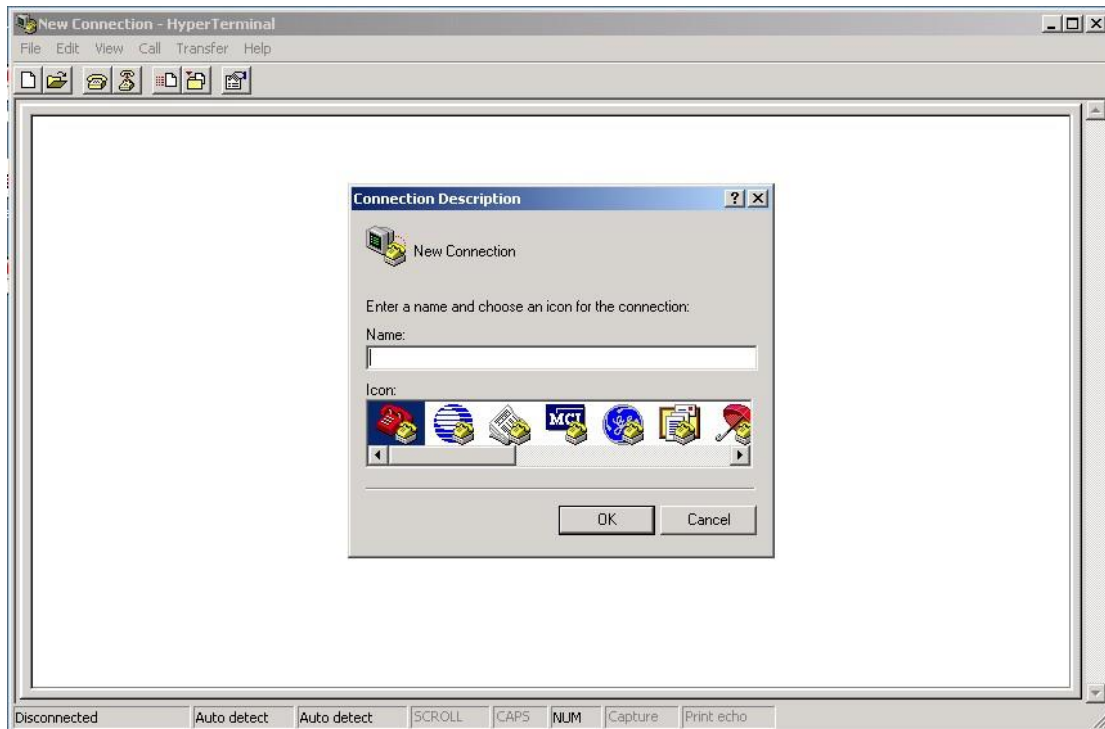 New Connection - HyperTerminal
File Edit View Call Transfer Help
Connection Description
New Connection
Enter a name and choose an icon for the connection:
Name:
Icon:
MCI
OK Cancel
Disconnected Auto detect Auto detect SCROLL CAPS NUM Capture Print echo